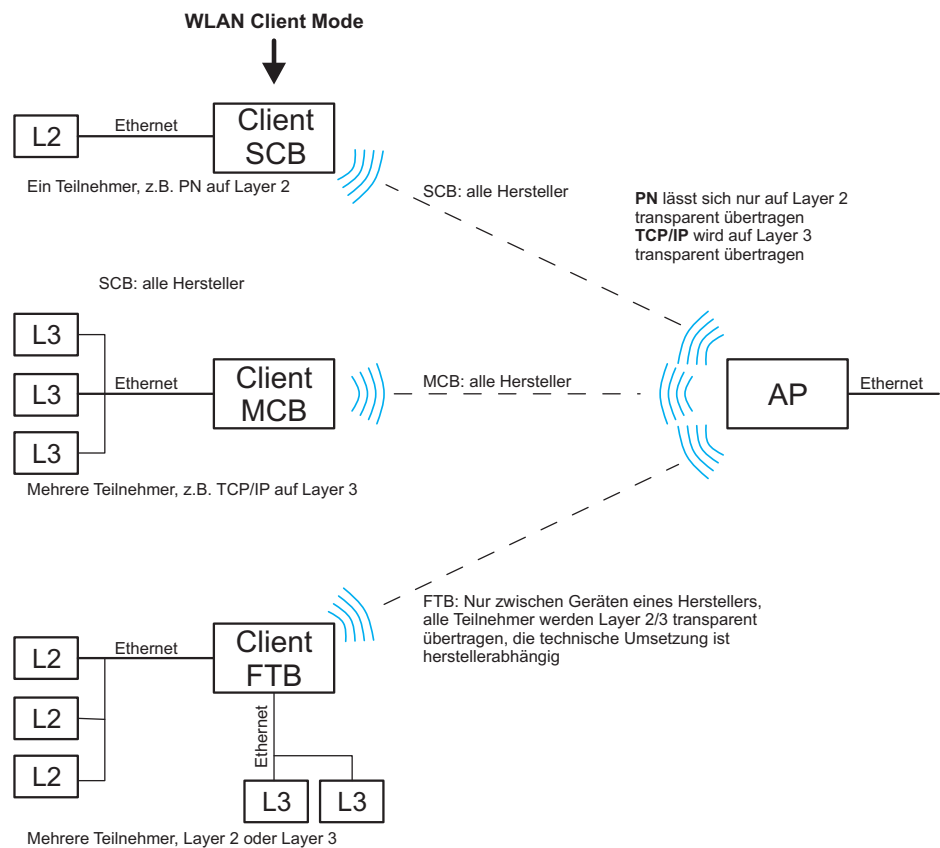 WLAN Client Mode
L2
Ethernet
Client
SCB
Ein Teilnehmer, z.B. PN auf Layer 2
SCB: alle Hersteller
PN lässt sich nur auf Layer 2
transparent übertragen
TCP/IP wird auf Layer 3
transparent übertragen
SCB: alle Hersteller
L3
L3
L3
Ethernet
Client
MCB
MCB: alle Hersteller
AP
Ethernet
Mehrere Teilnehmer, z.B. TCP/IP auf Layer 3
FTB: Nur zwischen Geräten eines Herstellers,
alle Teilnehmer werden Layer 2/3 transparent
übertragen, die technische Umsetzung ist
herstellerabhängig
L2
L2
L2
Ethernet
Client
FTB
Ethernet
L3
L3
Mehrere Teilnehmer, Layer 2 oder Layer 3